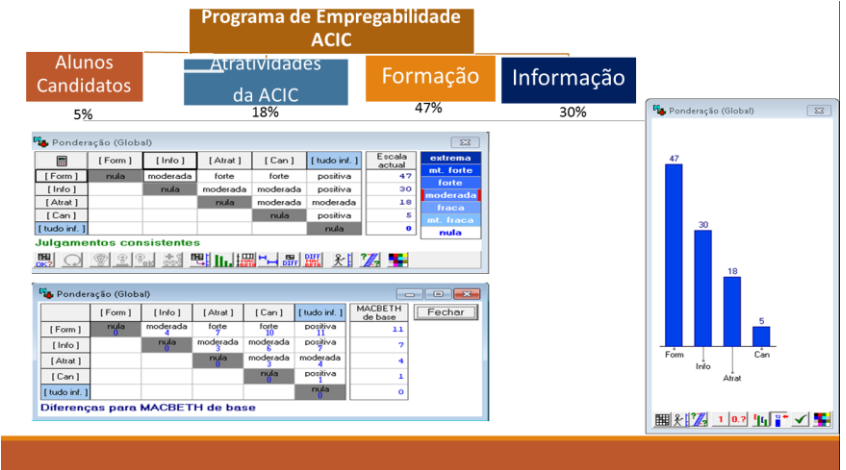 Programa de Empregabilidade
ACIC
Alunos
Candidatos
Atratividades
da ACIC
Formação
Informação
5%
18%
47%
30%
Ponderação (Global)
[ Form ] [ Info ] [ Atrat ] [ Can ] [ tudo inf. ] Escala actual
[ Form ] nula moderada forte forte positiva 47
[ Info ] nula moderada moderada positiva 30
[ Atrat ] nula moderada moderada 18
[ Can ] nula positiva 5
[ tudo inf. ] nula 0
extrema
mt. forte
forte
moderada
fraca
mt. fraca
nula
Julgamentos consistentes
Ponderação (Global)
[ Form ] [ Info ] [ Atrat ] [ Can ] [ tudo inf. ] MACBETH de base
Fechar
[ Form ] nula 0 moderada 4 forte 7 forte 10 positiva 11 11
[ Info ] nula 0 moderada 3 moderada 6 positiva 7 7
[ Atrat ] nula 0 moderada 3 moderada 4 4
[ Can ] nula 0 positiva 1 1
[ tudo inf. ] nula 0 0
Diferenças para MACBETH de base
Ponderação (Global)
47
30
18
5
Form
Info
Atrat
Can
1 0.?